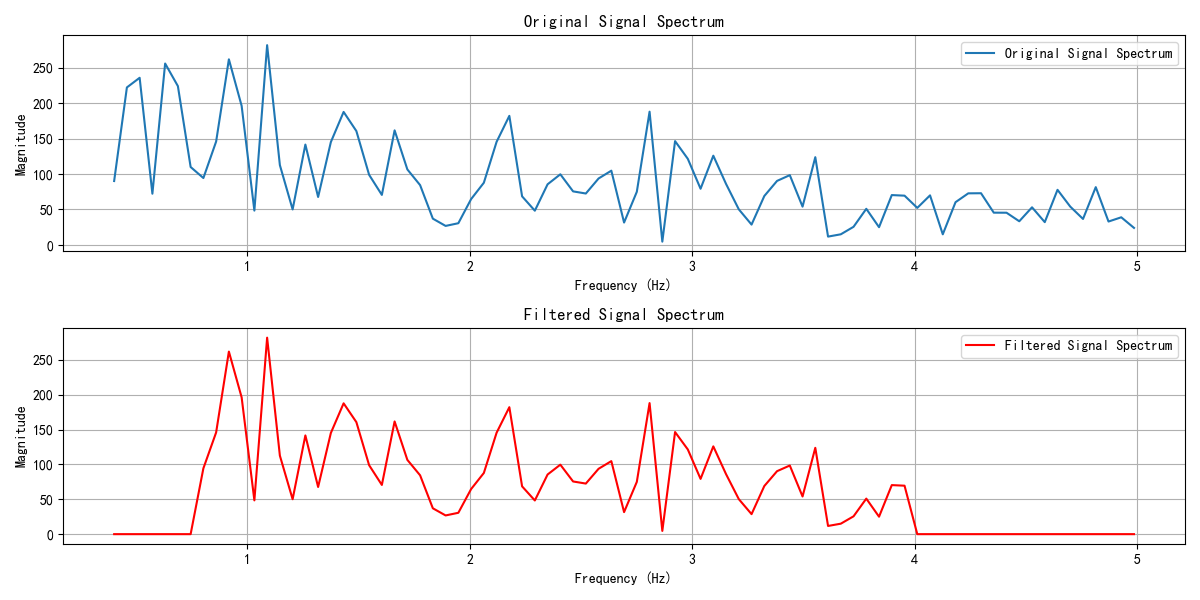 Original Signal Spectrum
Original Signal Spectrum
Magnitude
250
200
150
100
50
0
1 2 3 4 5
Frequency (Hz)
Filtered Signal Spectrum
Filtered Signal Spectrum
Magnitude
250
200
150
100
50
0
1 2 3 4 5
Frequency (Hz)